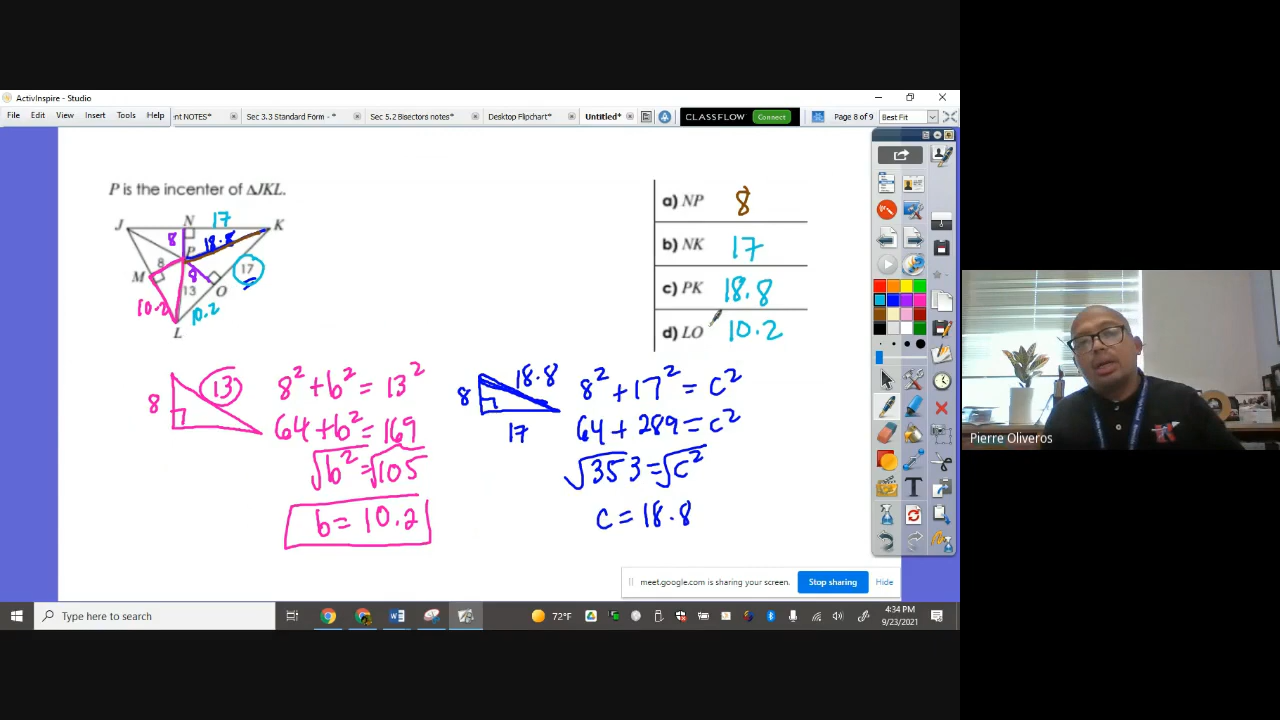 ActivInspire - Studio
File Edit View Insert Tools Help
nt NOTES* Sec 3.3 Standard Form - * Sec 5.2 Bisectors notes* Desktop Flipchart* Untitled* CLASSFLOW Connect Page 8 of 9 Best Fit
P is the incenter of ΔJKL.
J N 17 K
8 18.8
P
8 8 17
M O
10.2 13 10.2
L
a) NP 8
b) NK 17
c) PK 18.8
d) LO 10.2
8 13
8² + b² = 13²
64 + b² = 169
√b² = √105
b = 10.2
8 18.8
17
8² + 17² = c²
64 + 289 = c²
√353 = √c²
c = 18.8
Pierre Oliveros
meet.google.com is sharing your screen. Stop sharing Hide
Type here to search
72°F
4:34 PM
9/23/2021